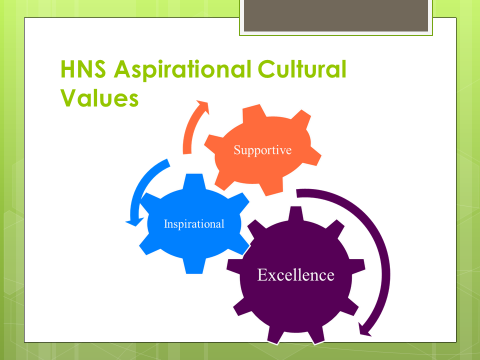 HNS Aspirational Cultural
Values
Supportive
Inspirational
Excellence